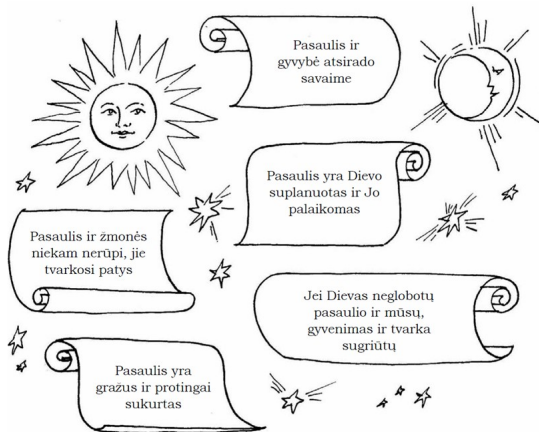 Pasaulis ir
gyvybė atsirado
savaime
Pasaulis yra Dievo
suplanuotas ir Jo
palaikomas
Pasaulis ir žmonės
niekam nerūpi, jie
tvarkosi patys
Jei Dievas neglobotų
pasaulio ir mūsų,
gyvenimas ir tvarka
sugriūtų
Pasaulis yra
gražus ir protingai
sukurtas